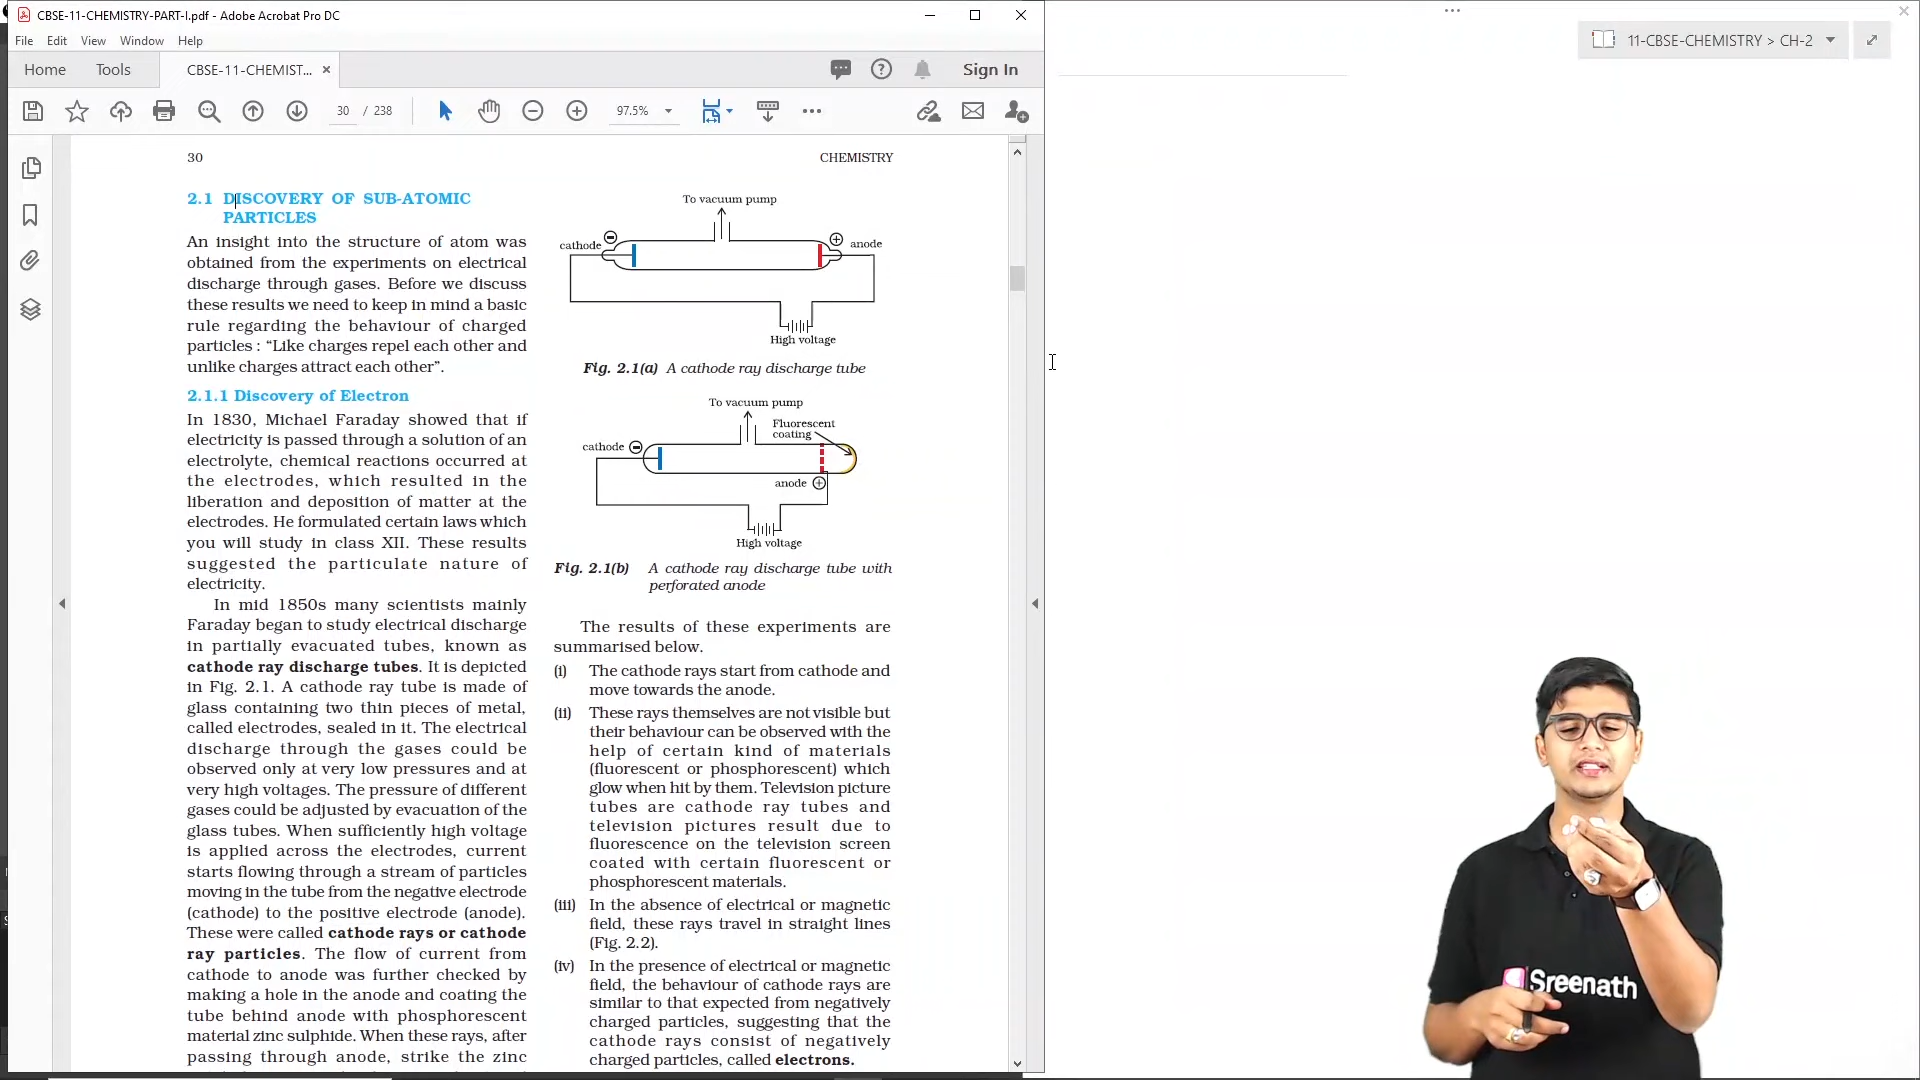 CBSE-11-CHEMISTRY-PART-I.pdf - Adobe Acrobat Pro DC
File Edit View Window Help
Home Tools CBSE-11-CHEMIST... Sign In
30 / 238 97.5%
11-CBSE-CHEMISTRY > CH-2
30 CHEMISTRY
2.1 DISCOVERY OF SUB-ATOMIC
PARTICLES
An insight into the structure of atom was
obtained from the experiments on electrical
discharge through gases. Before we discuss
these results we need to keep in mind a basic
rule regarding the behaviour of charged
particles : “Like charges repel each other and
unlike charges attract each other”.
2.1.1 Discovery of Electron
In 1830, Michael Faraday showed that if
electricity is passed through a solution of an
electrolyte, chemical reactions occurred at
the electrodes, which resulted in the
liberation and deposition of matter at the
electrodes. He formulated certain laws which
you will study in class XII. These results
suggested the particulate nature of
electricity.
In mid 1850s many scientists mainly
Faraday began to study electrical discharge
in partially evacuated tubes, known as
cathode ray discharge tubes. It is depicted
in Fig. 2.1. A cathode ray tube is made of
glass containing two thin pieces of metal,
called electrodes, sealed in it. The electrical
discharge through the gases could be
observed only at very low pressures and at
very high voltages. The pressure of different
gases could be adjusted by evacuation of the
glass tubes. When sufficiently high voltage
is applied across the electrodes, current
starts flowing through a stream of particles
moving in the tube from the negative electrode
(cathode) to the positive electrode (anode).
These were called cathode rays or cathode
ray particles. The flow of current from
cathode to anode was further checked by
making a hole in the anode and coating the
tube behind anode with phosphorescent
material zinc sulphide. When these rays, after
passing through anode, strike the zinc
To vacuum pump
cathode
anode
High voltage
Fig. 2.1(a) A cathode ray discharge tube
To vacuum pump
Fluorescent
coating
cathode
anode
High voltage
Fig. 2.1(b) A cathode ray discharge tube with
perforated anode
The results of these experiments are
summarised below.
(i) The cathode rays start from cathode and
move towards the anode.
(ii) These rays themselves are not visible but
their behaviour can be observed with the
help of certain kind of materials
(fluorescent or phosphorescent) which
glow when hit by them. Television picture
tubes are cathode ray tubes and
television pictures result due to
fluorescence on the television screen
coated with certain fluorescent or
phosphorescent materials.
(iii) In the absence of electrical or magnetic
field, these rays travel in straight lines
(Fig. 2.2).
(iv) In the presence of electrical or magnetic
field, the behaviour of cathode rays are
similar to that expected from negatively
charged particles, suggesting that the
cathode rays consist of negatively
charged particles, called electrons.
Sreenath